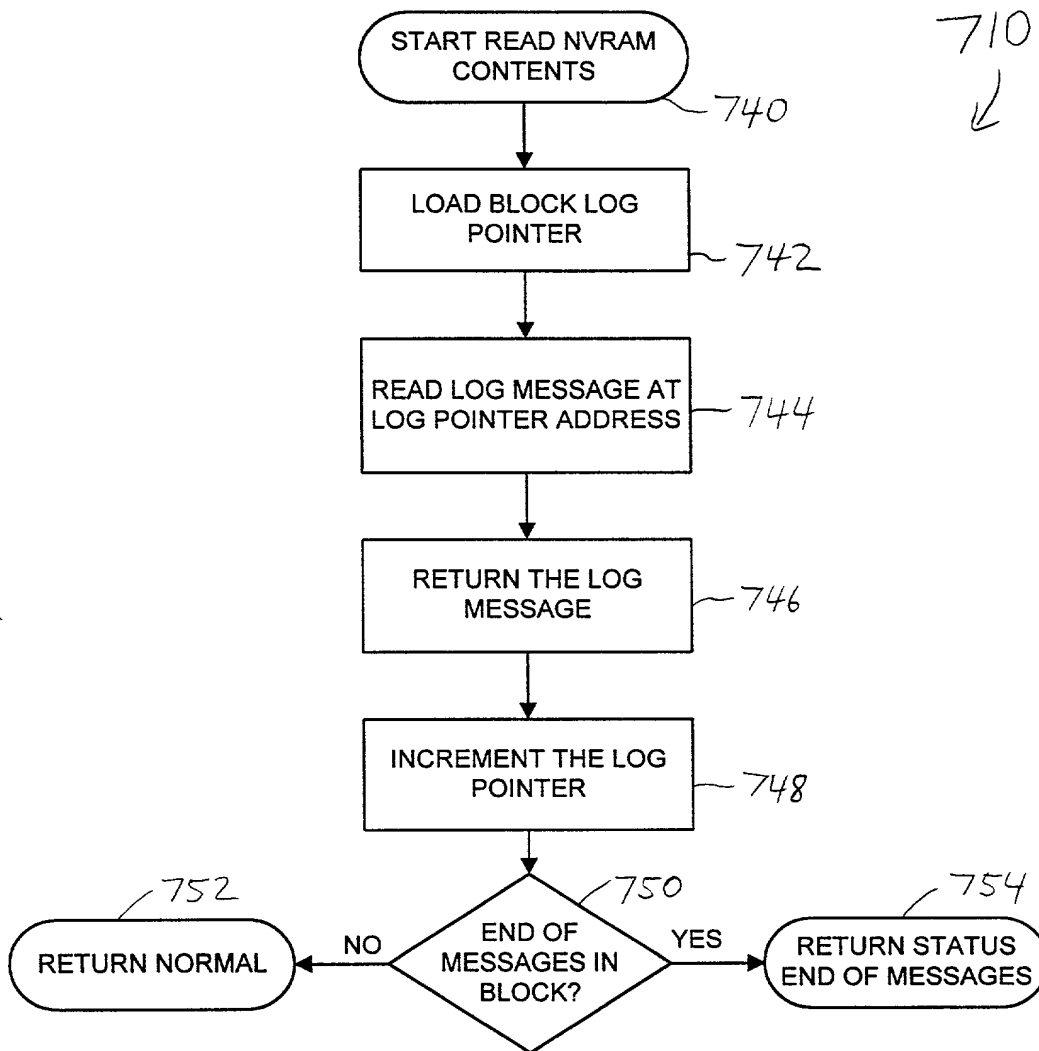 710
START READ NVRAM
CONTENTS
740
LOAD BLOCK LOG
POINTER
742
READ LOG MESSAGE AT
LOG POINTER ADDRESS
744
RETURN THE LOG
MESSAGE
746
INCREMENT THE LOG
POINTER
748
752
750
754
RETURN NORMAL
NO
END OF
MESSAGES IN
BLOCK?
YES
RETURN STATUS
END OF MESSAGES